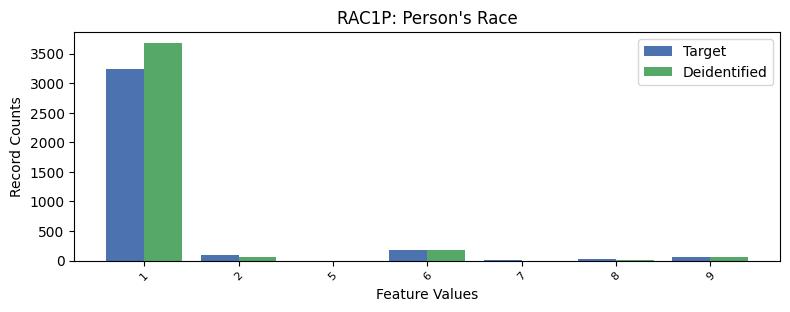 RAC1P: Person's Race
Target
Deidentified
Record Counts
3500
3000
2500
2000
1500
1000
500
0
1 2 5 6 7 8 9
Feature Values